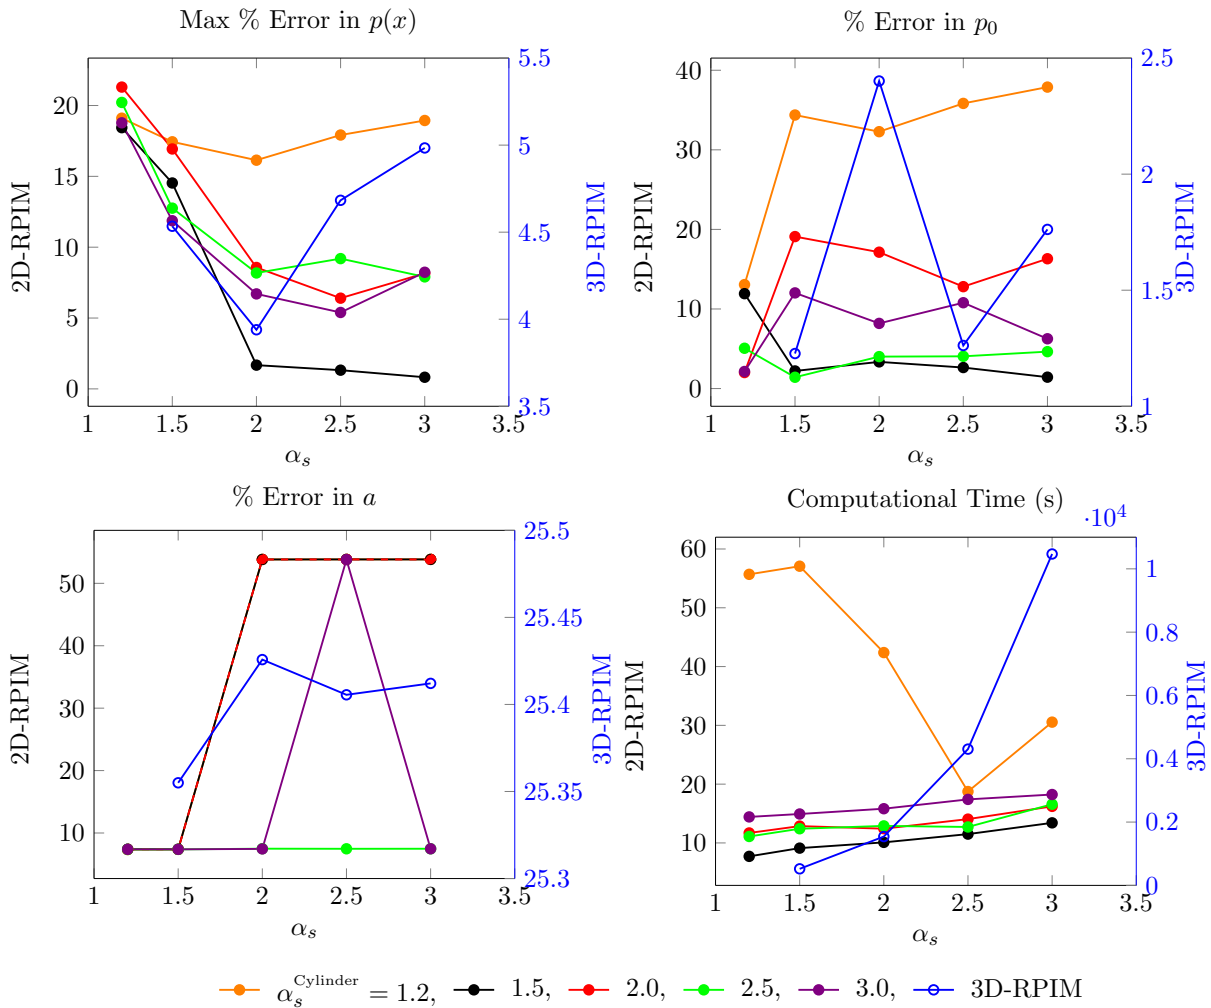 Max % Error in p(x)
5.5
5
4.5
4
3.5
20
15
10
5
0
2D-RPIM
3D-RPIM
1 1.5 2 2.5 3 3.5
α_s
% Error in p_0
2.5
2
1.5
1
40
30
20
10
0
2D-RPIM
3D-RPIM
1 1.5 2 2.5 3 3.5
α_s
% Error in a
25.5
25.45
25.4
25.35
25.3
50
40
30
20
10
2D-RPIM
3D-RPIM
1 1.5 2 2.5 3 3.5
α_s
Computational Time (s)
·10^4
1
0.8
0.6
0.4
0.2
0
60
50
40
30
20
10
2D-RPIM
3D-RPIM
1 1.5 2 2.5 3 3.5
α_s
α_s^Cylinder = 1.2, 1.5, 2.0, 2.5, 3.0, 3D-RPIM